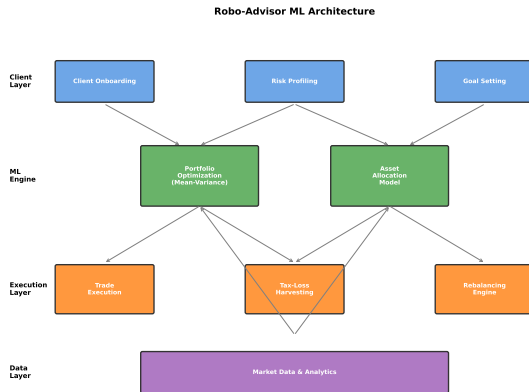 Robo-Advisor ML Architecture
Client
Layer
Client Onboarding
Risk Profiling
Goal Setting
ML
Engine
Portfolio
Optimization
(Mean-Variance)
Asset
Allocation
Model
Execution
Layer
Trade
Execution
Tax-Loss
Harvesting
Rebalancing
Engine
Data
Layer
Market Data & Analytics